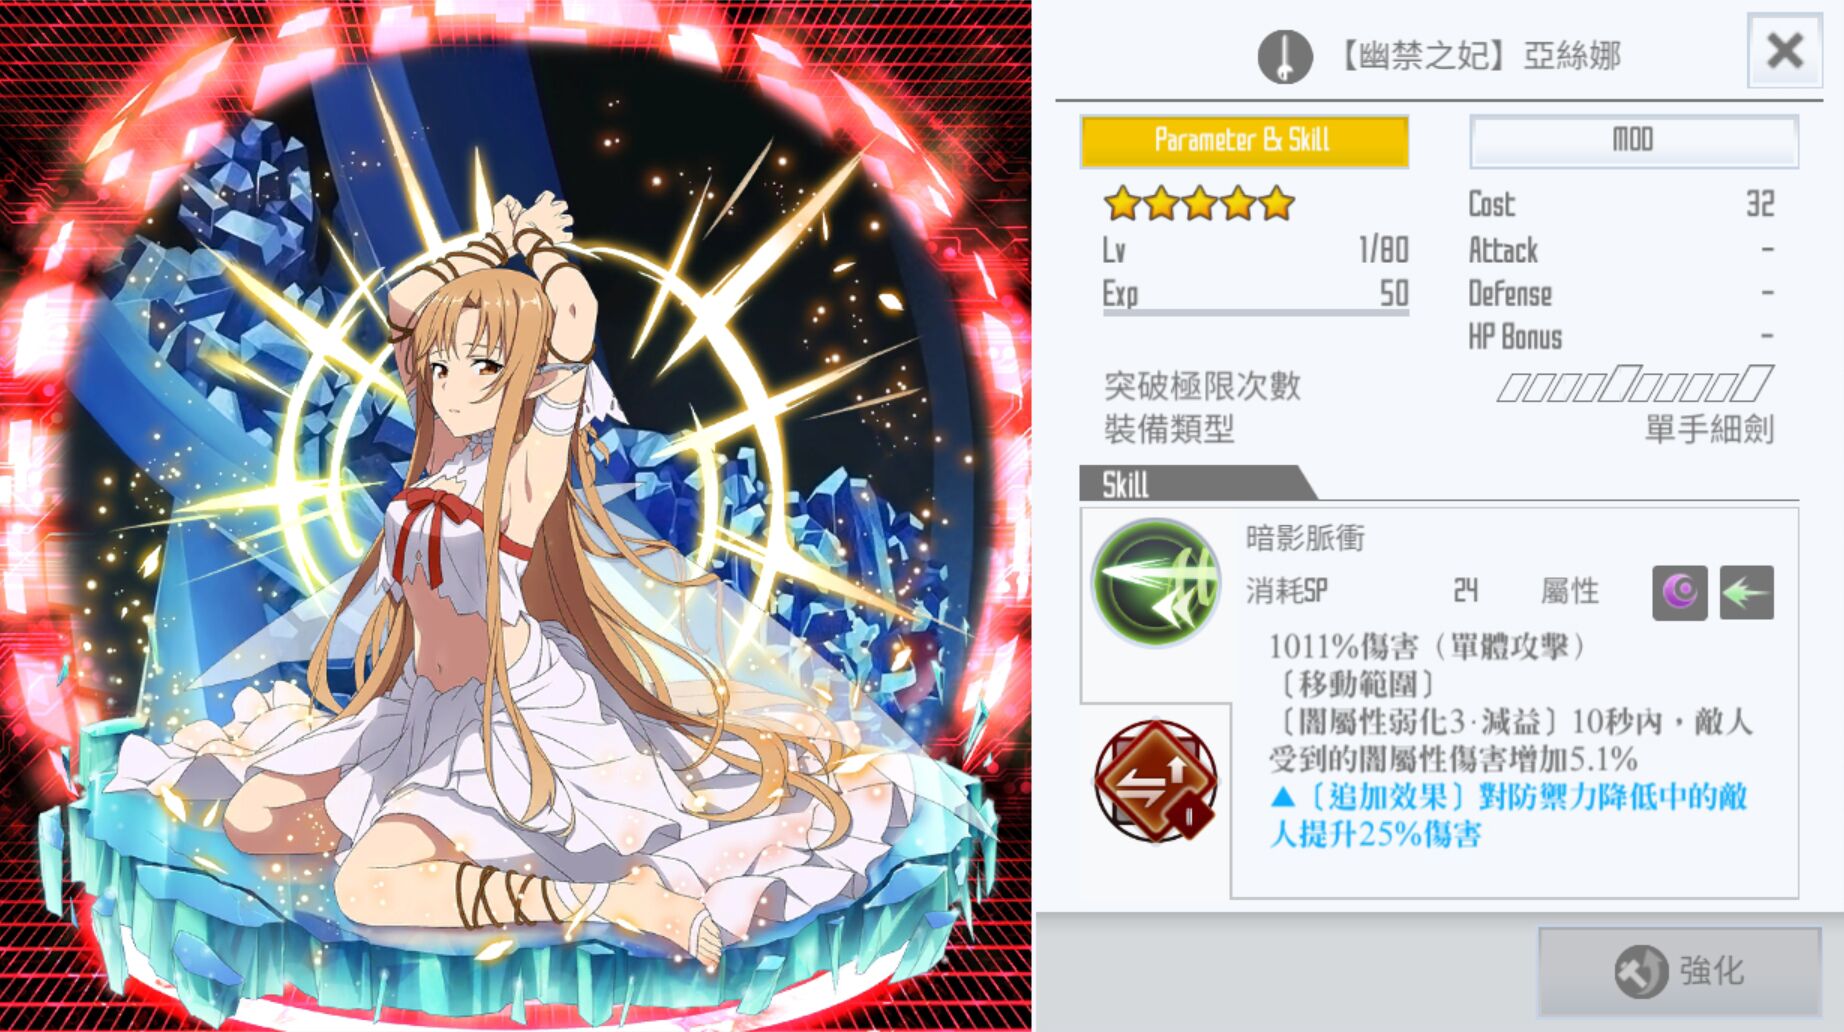 【幽禁之妃】亞絲娜
Parameter & Skill
MOD
Lv 1/80
Exp 50
Cost 32
Attack -
Defense -
HP Bonus -
突破極限次數
裝備類型 單手細劍
Skill
暗影脈衝
消耗SP 24 屬性
1011%傷害（單體攻擊）
〔移動範圍〕
〔闇屬性弱化3·減益〕10秒內，敵人
受到的闇屬性傷害增加5.1%
▲〔追加效果〕對防禦力降低中的敵
人提升25%傷害
強化